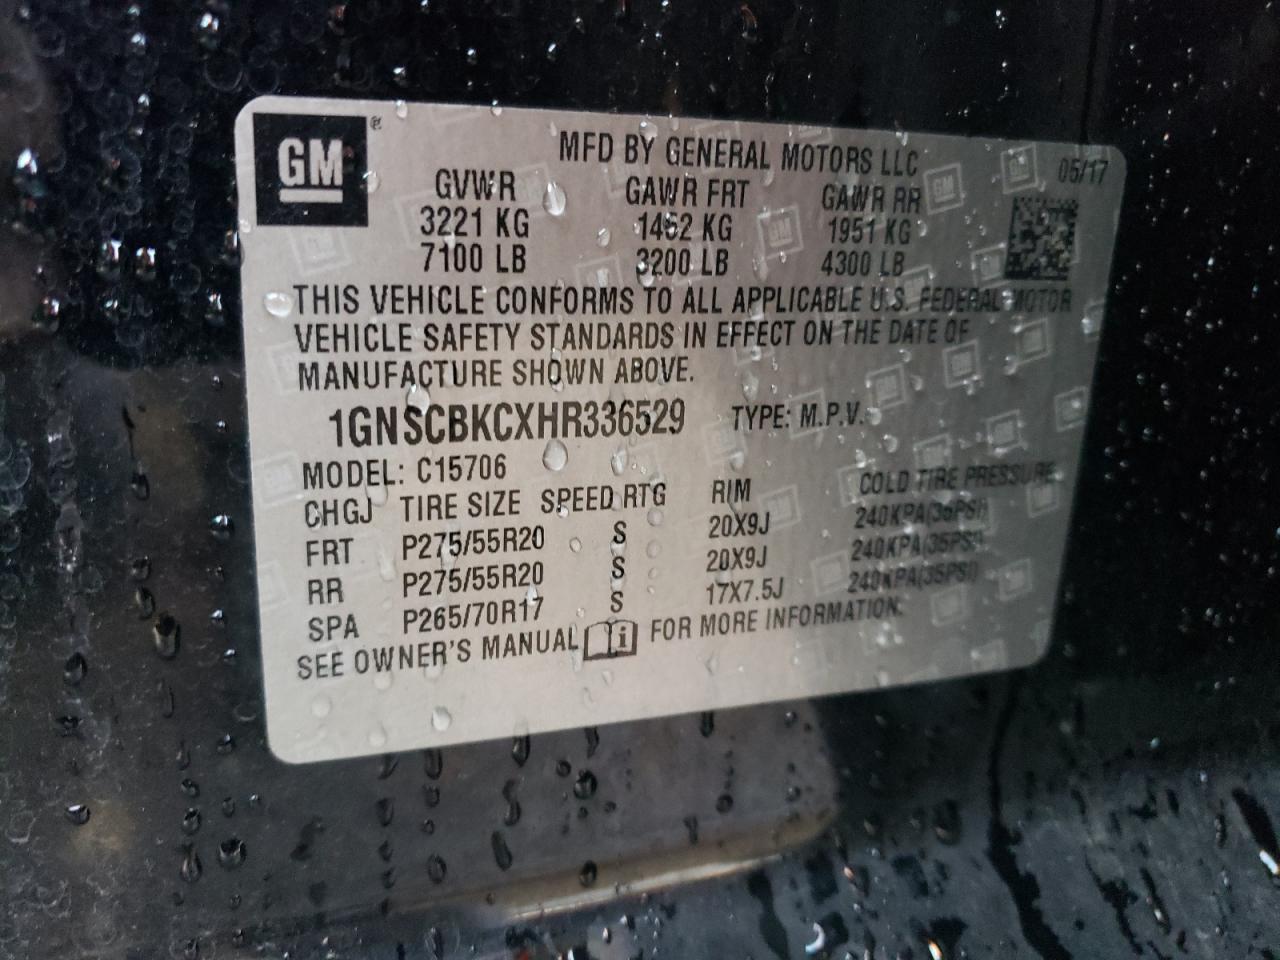 GM ®
MFD BY GENERAL MOTORS LLC
05/17
GVWR GAWR FRT GAWR RR
3221 KG 1452 KG 1951 KG
7100 LB 3200 LB 4300 LB
THIS VEHICLE CONFORMS TO ALL APPLICABLE U.S. FEDERAL MOTOR
VEHICLE SAFETY STANDARDS IN EFFECT ON THE DATE OF
MANUFACTURE SHOWN ABOVE.
1GNSCBKCXHR336529 TYPE: M.P.V.
MODEL: C15706
CHGJ TIRE SIZE SPEED RTG RIM COLD TIRE PRESSURE
FRT P275/55R20 S 20X9J 240KPA(35PSI)
RR P275/55R20 S 20X9J 240KPA(35PSI)
SPA P265/70R17 S 17X7.5J 240KPA(35PSI)
SEE OWNER'S MANUAL i FOR MORE INFORMATION.